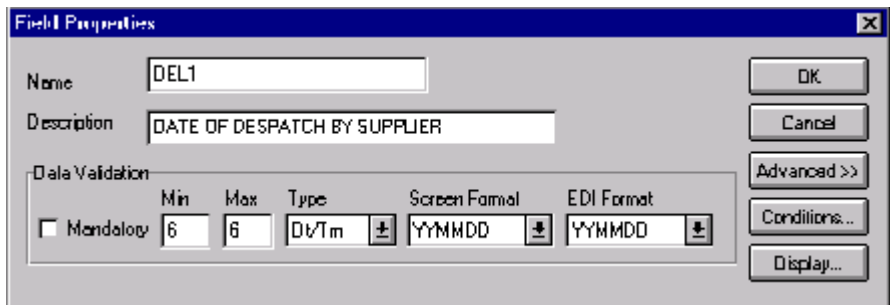 Field Properties
Name DEL1 OK
Description DATE OF DESPATCH BY SUPPLIER Cancel
Data Validation Advanced >>
Min Max Type Screen Format EDI Format
Mandatory 6 6 Dt/Tm YYMMDD YYMMDD Conditions...
Display...